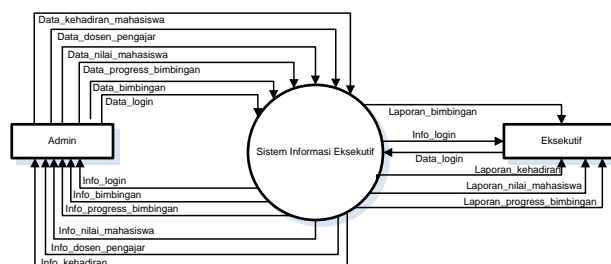 Data_kehadiran_mahasiswa
Data_dosen_pengajar
Data_nilai_mahasiswa
Data_progress_bimbingan
Data_bimbingan
Data_login
Admin
Sistem Informasi Eksekutif
Eksekutif
Laporan_bimbingan
Info_login
Data_login
Laporan_kehadiran
Laporan_nilai_mahasiswa
Laporan_progress_bimbingan
Info_login
Info_bimbingan
Info_progress_bimbingan
Info_nilai_mahasiswa
Info_dosen_pengajar
Info_kehadiran